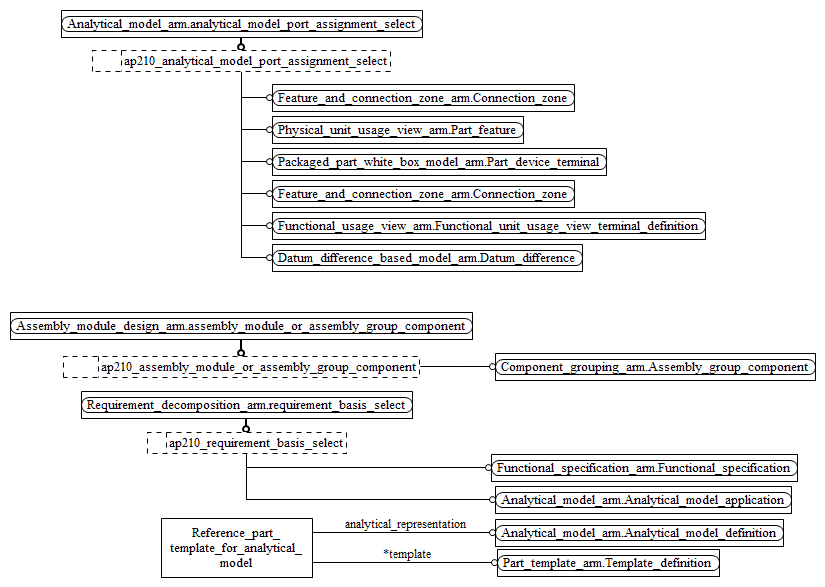 Analytical_model_arm.analytical_model_port_assignment_select
ap210_analytical_model_port_assignment_select
Feature_and_connection_zone_arm.Connection_zone
Physical_unit_usage_view_arm.Part_feature
Packaged_part_white_box_model_arm.Part_device_terminal
Feature_and_connection_zone_arm.Connection_zone
Functional_usage_view_arm.Functional_unit_usage_view_terminal_definition
Datum_difference_based_model_arm.Datum_difference
Assembly_module_design_arm.assembly_module_or_assembly_group_component
ap210_assembly_module_or_assembly_group_component
Component_grouping_arm.Assembly_group_component
Requirement_decomposition_arm.requirement_basis_select
ap210_requirement_basis_select
Functional_specification_arm.Functional_specification
Analytical_model_arm.Analytical_model_application
Reference_part_
template_for_analytical_
model
analytical_representation
Analytical_model_arm.Analytical_model_definition
*template
Part_template_arm.Template_definition